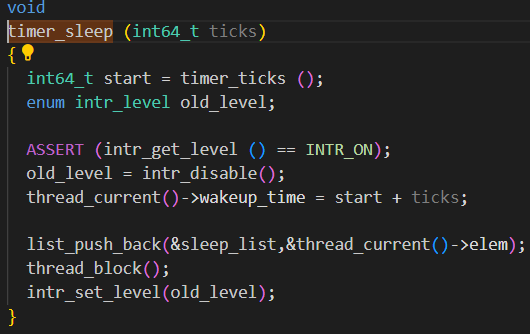 void
timer_sleep (int64_t ticks)
{
  int64_t start = timer_ticks ();
  enum intr_level old_level;

  ASSERT (intr_get_level () == INTR_ON);
  old_level = intr_disable();
  thread_current()->wakeup_time = start + ticks;

  list_push_back(&sleep_list,&thread_current()->elem);
  thread_block();
  intr_set_level(old_level);
}